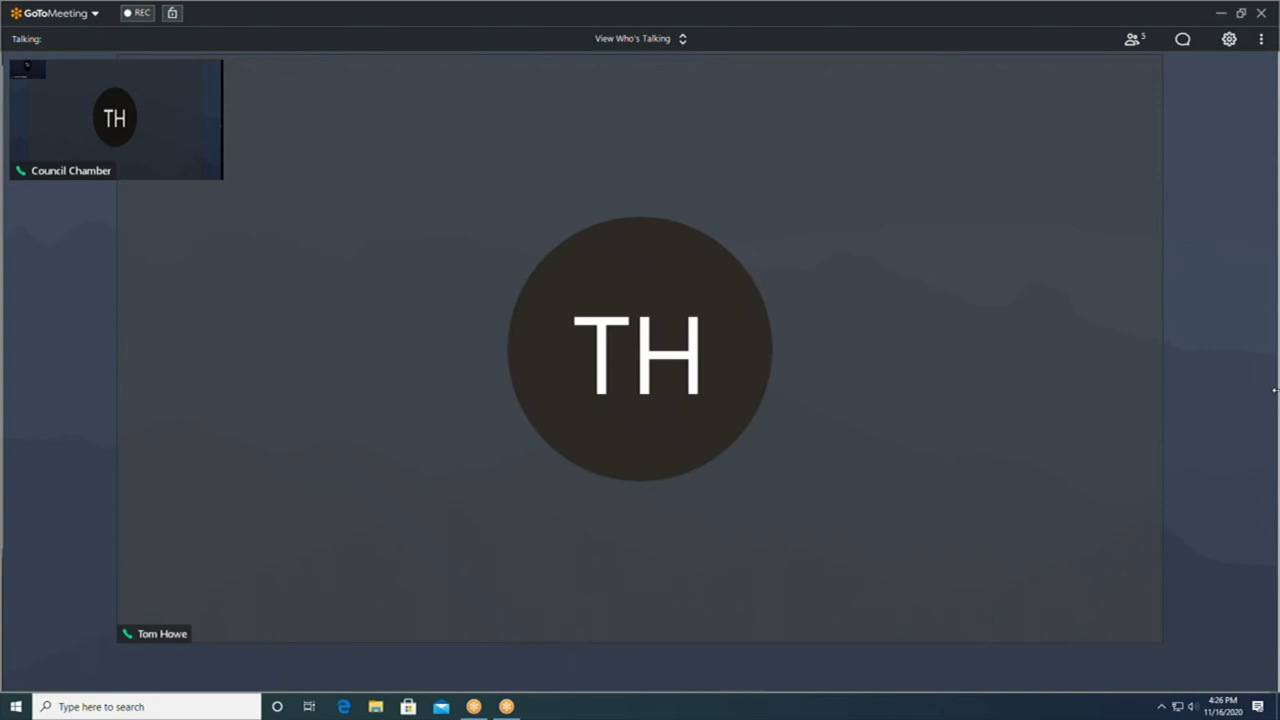 GoToMeeting
REC
Talking:
View Who's Talking
5
TH
Council Chamber
TH
Tom Howe
Type here to search
4:26 PM
11/16/2020